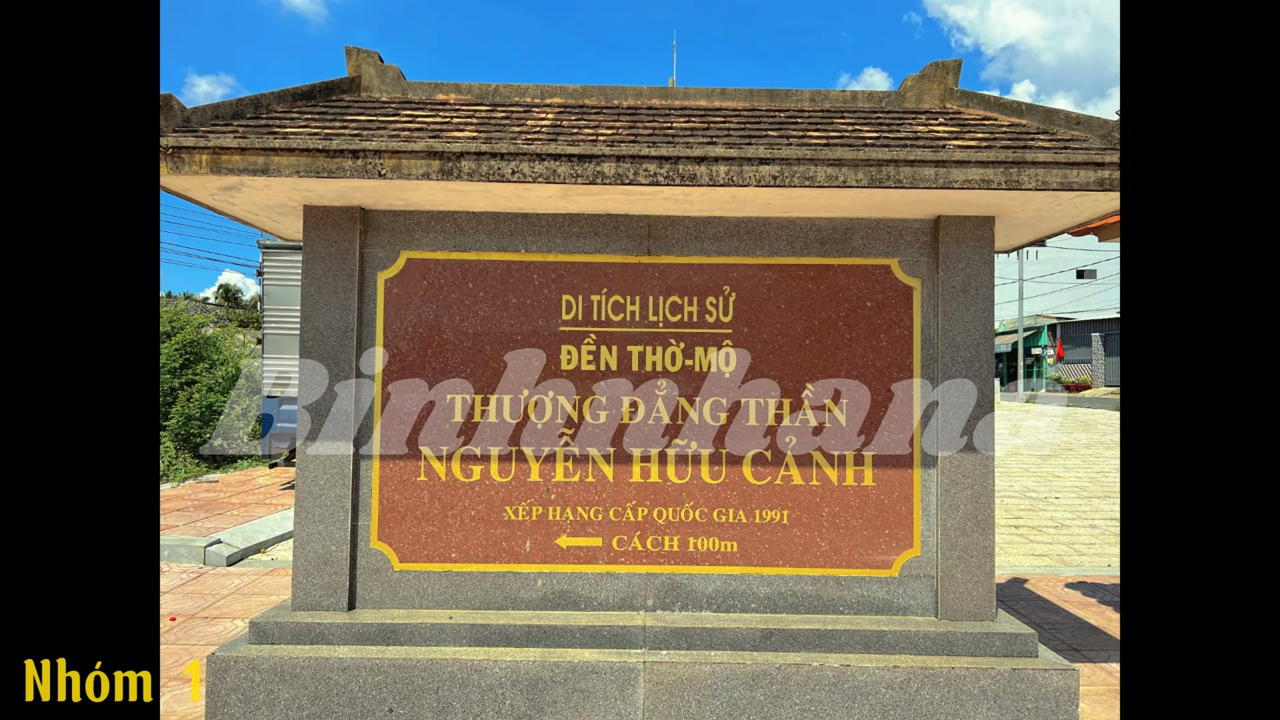 DI TÍCH LỊCH SỬ
ĐỀN THỜ-MỘ
THƯỢNG ĐẲNG THẦN
NGUYỄN HỮU CẢNH
XẾP HẠNG CẤP QUỐC GIA 1991
CÁCH 100m
Binhnhana
Nhóm 1